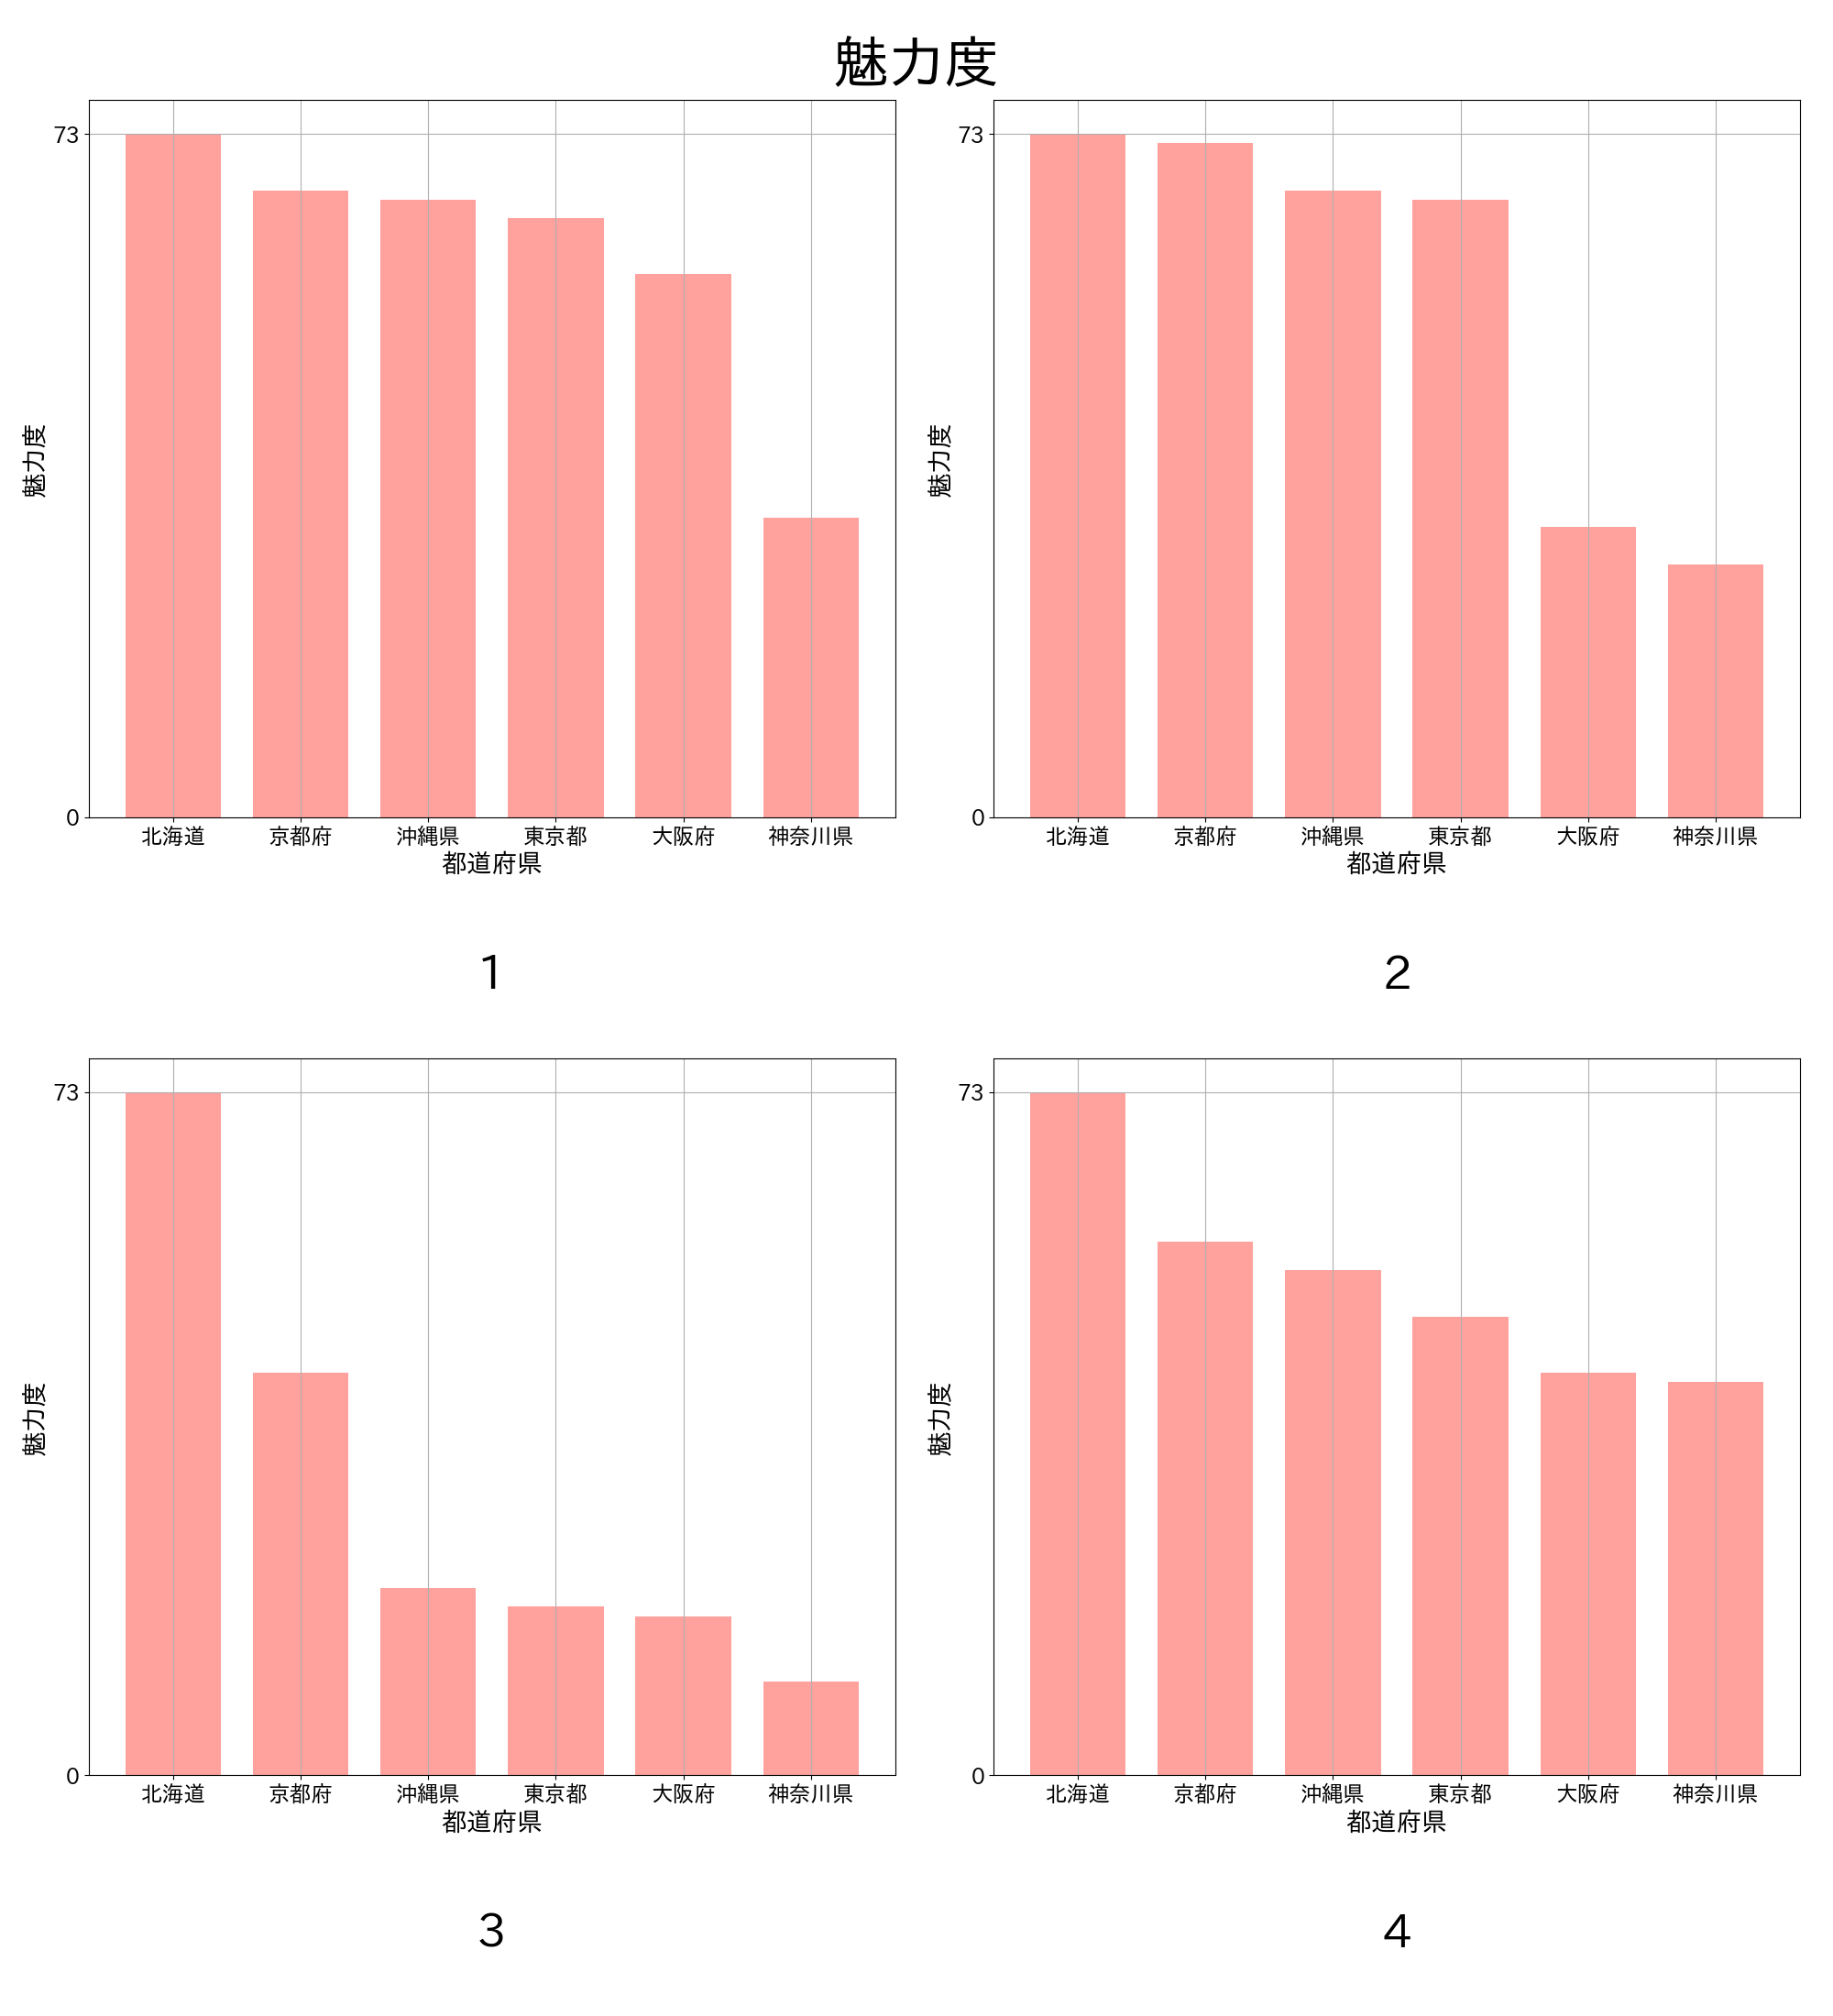 魅力度
73
0
魅力度
北海道 京都府 沖縄県 東京都 大阪府 神奈川県
都道府県
1
73
0
魅力度
北海道 京都府 沖縄県 東京都 大阪府 神奈川県
都道府県
2
73
0
魅力度
北海道 京都府 沖縄県 東京都 大阪府 神奈川県
都道府県
3
73
0
魅力度
北海道 京都府 沖縄県 東京都 大阪府 神奈川県
都道府県
4